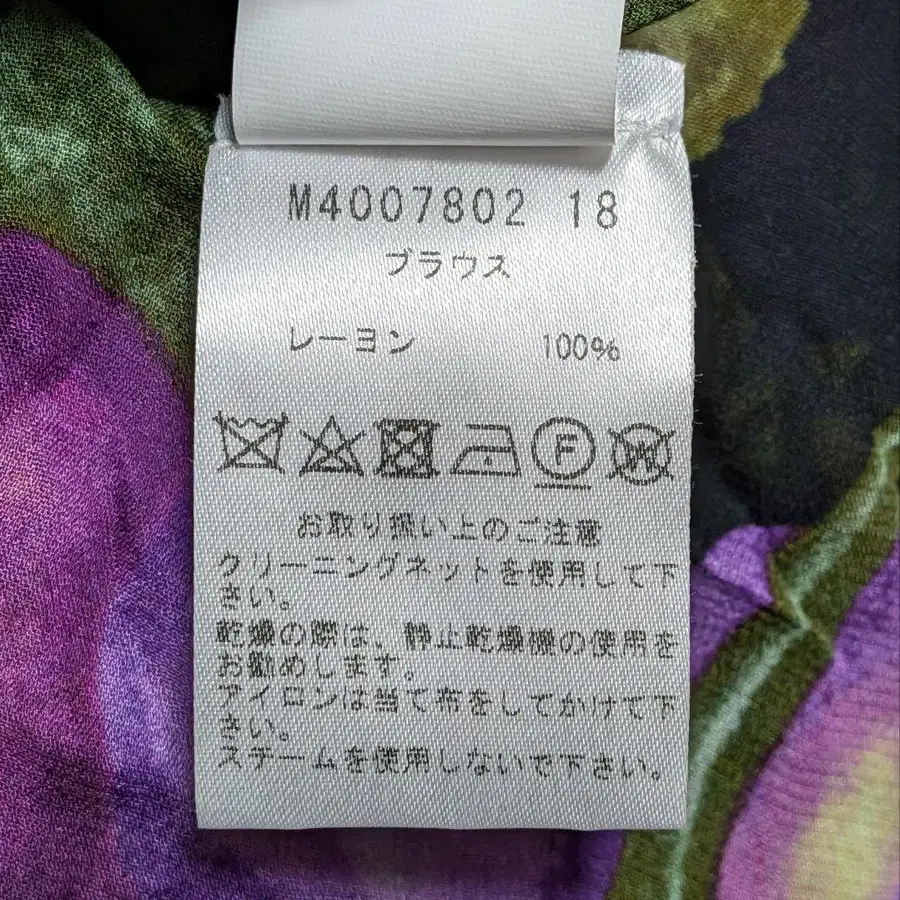 M4007802 18
ブラウス
レーヨン 100%
F
W
お取り扱い上のご注意
クリーニングネットを使用して下
さい。
乾燥の際は、静止乾燥機の使用を
お勧めします。
アイロンは当て布をしてかけて下
さい。
スチームを使用しないで下さい。